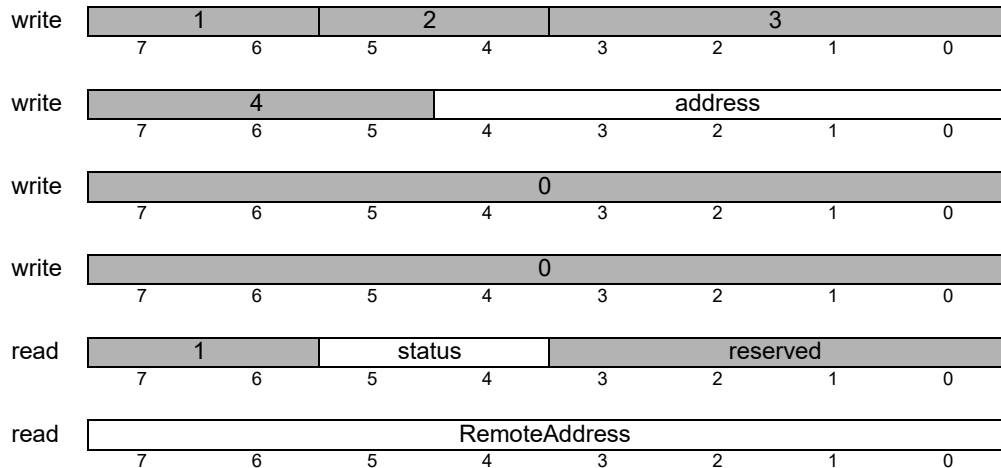 write 1 2 3
7 6 5 4 3 2 1 0
write 4 address
7 6 5 4 3 2 1 0
write 0
7 6 5 4 3 2 1 0
write 0
7 6 5 4 3 2 1 0
read 1 status reserved
7 6 5 4 3 2 1 0
read RemoteAddress
7 6 5 4 3 2 1 0